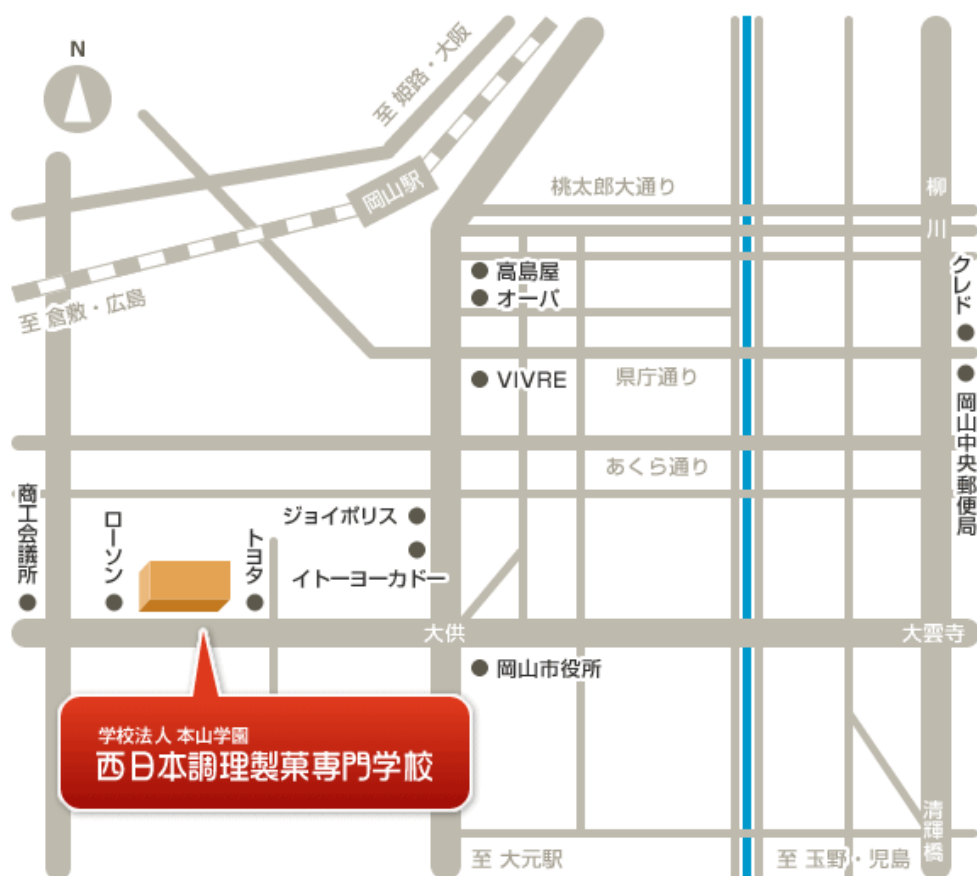 N
至 姫路・大阪
岡山駅
至 倉敷・広島
桃太郎大通り
柳川
高島屋
オーパ
クレド
VIVRE
県庁通り
岡山中央郵便局
あくら通り
商工会議所
ローソン
トヨタ
ジョイポリス
イトーヨーカドー
大供
大雲寺
岡山市役所
学校法人 本山学園
西日本調理製菓専門学校
清輝橋
至 大元駅
至 玉野・児島